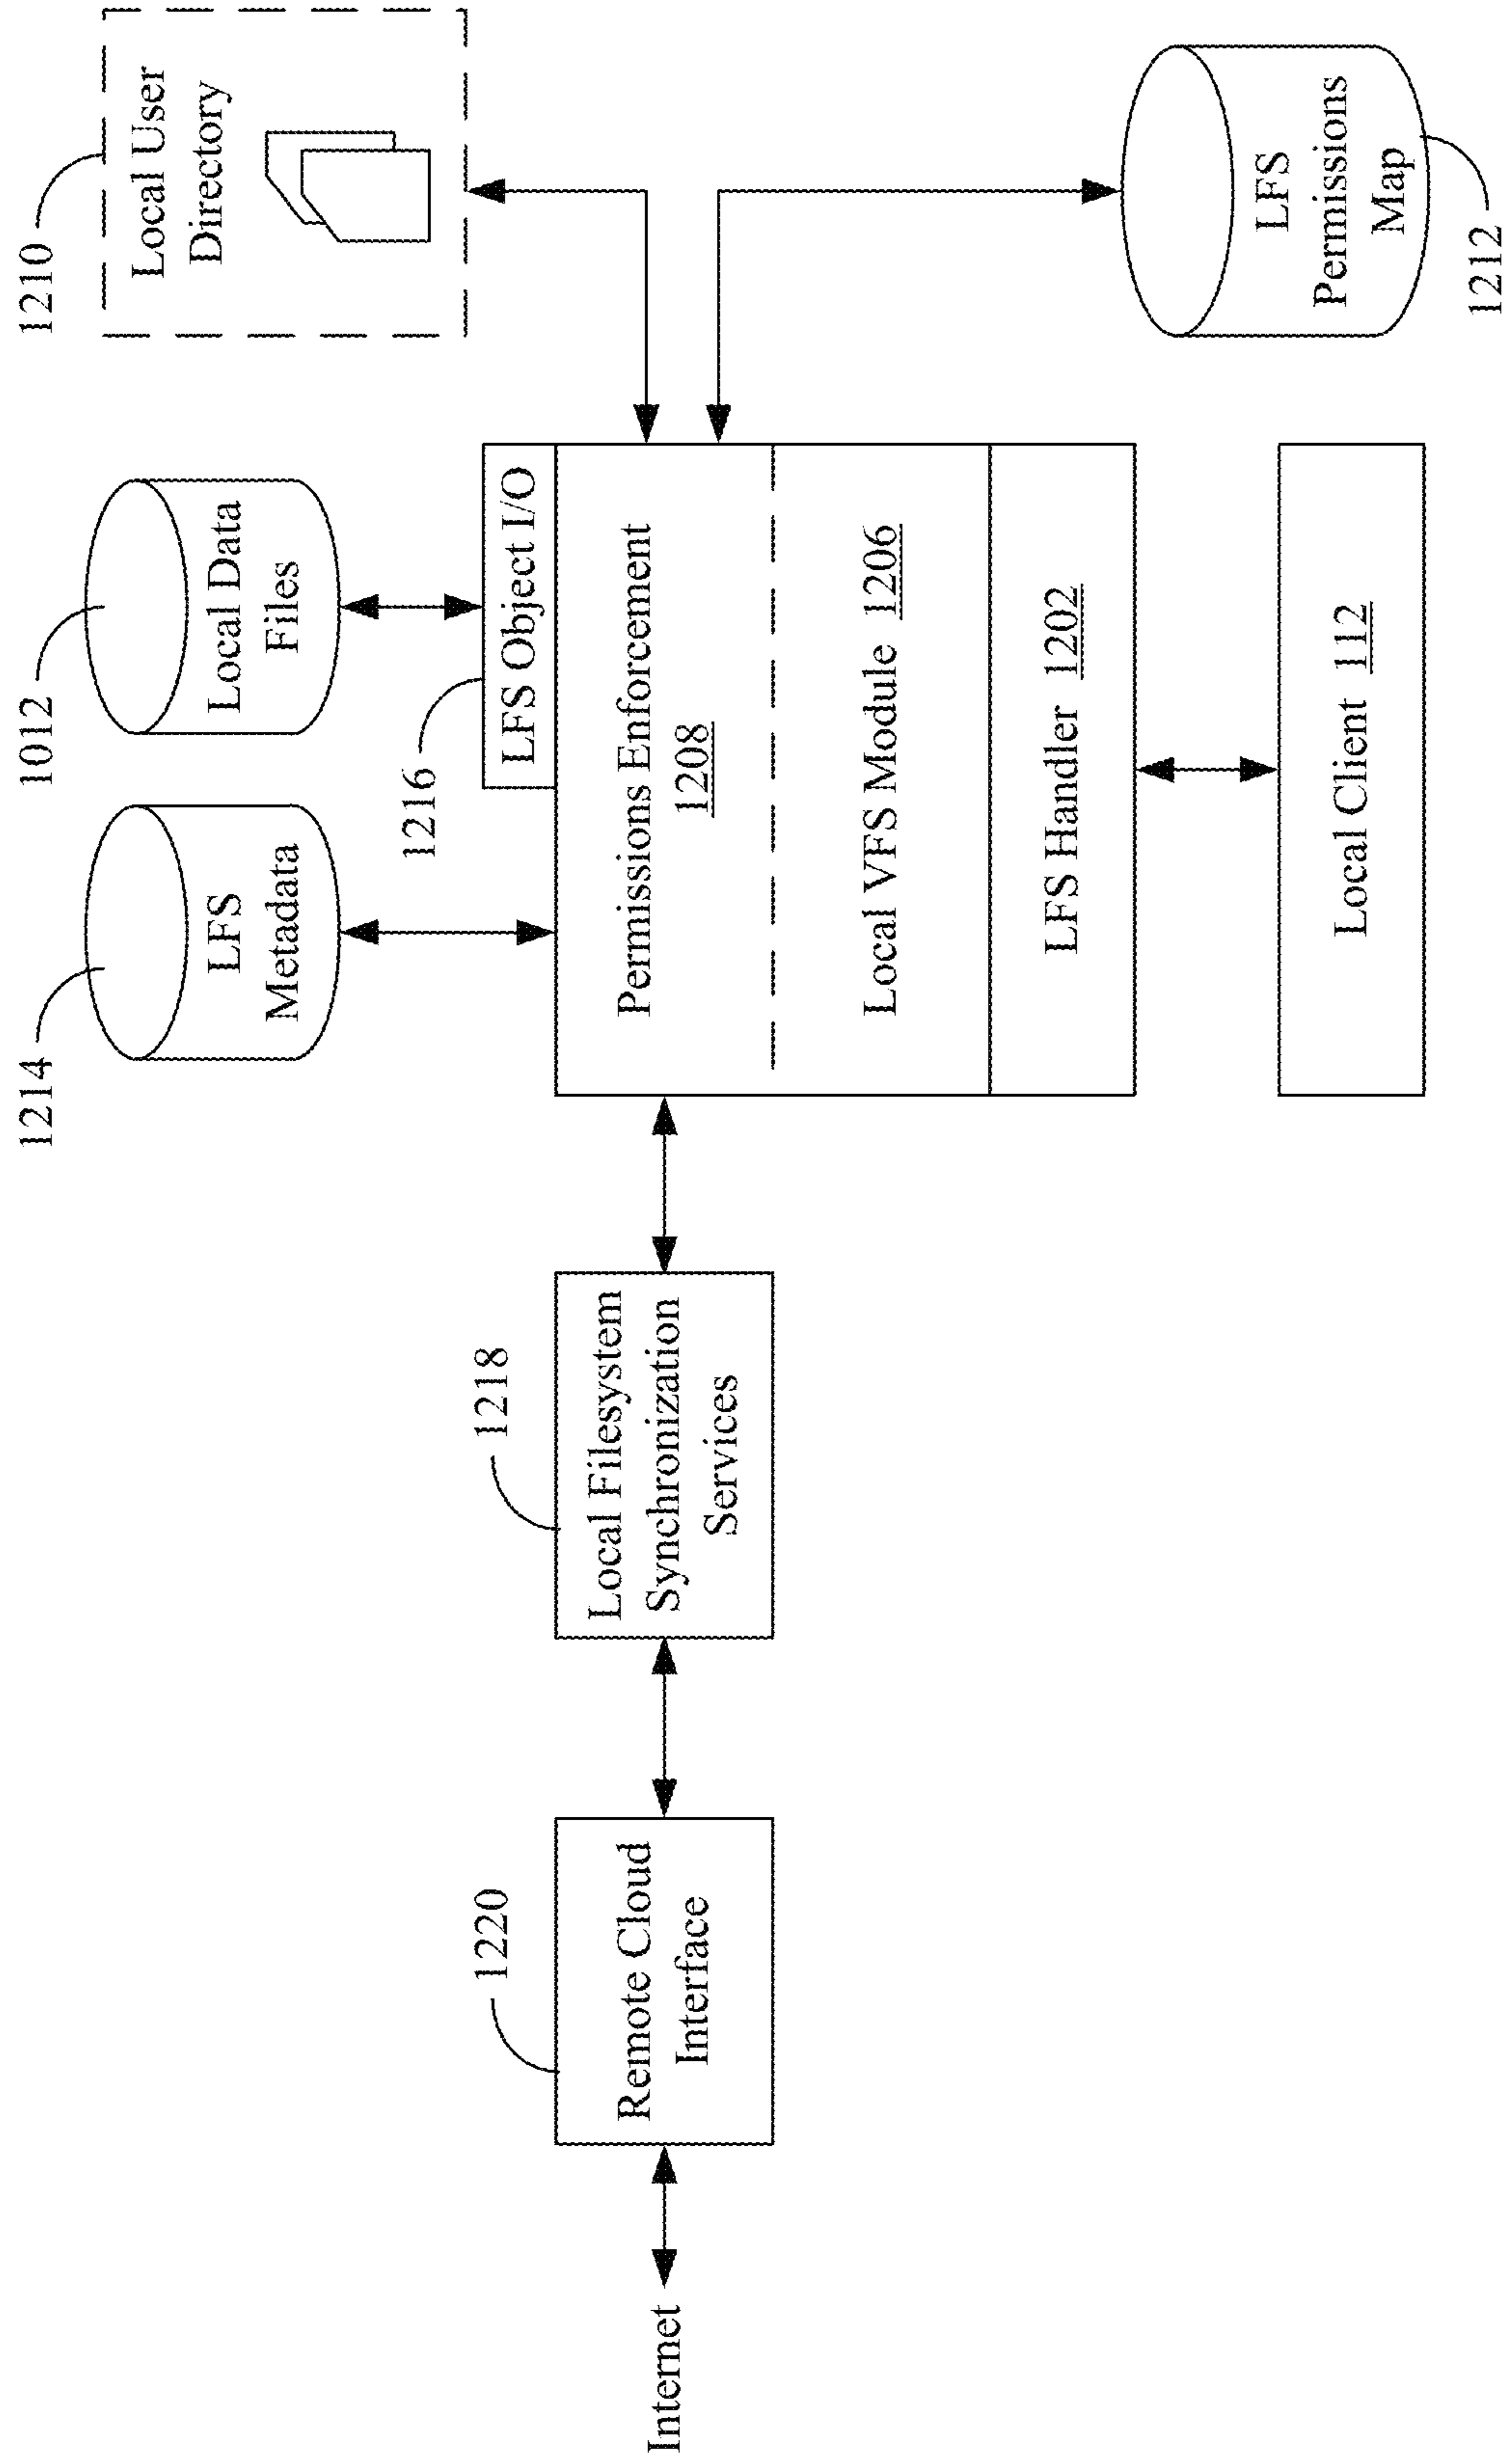 1214
LFS
Metadata
1012
Local Data
Files
1210
Local User
Directory
1216
LFS Object I/O
Internet
1220
Remote Cloud
Interface
1218
Local Filesystem
Synchronization
Services
Permissions Enforcement
1208
Local VFS Module 1206
LFS Handler 1202
LFS
Permissions
Map
1212
Local Client 112